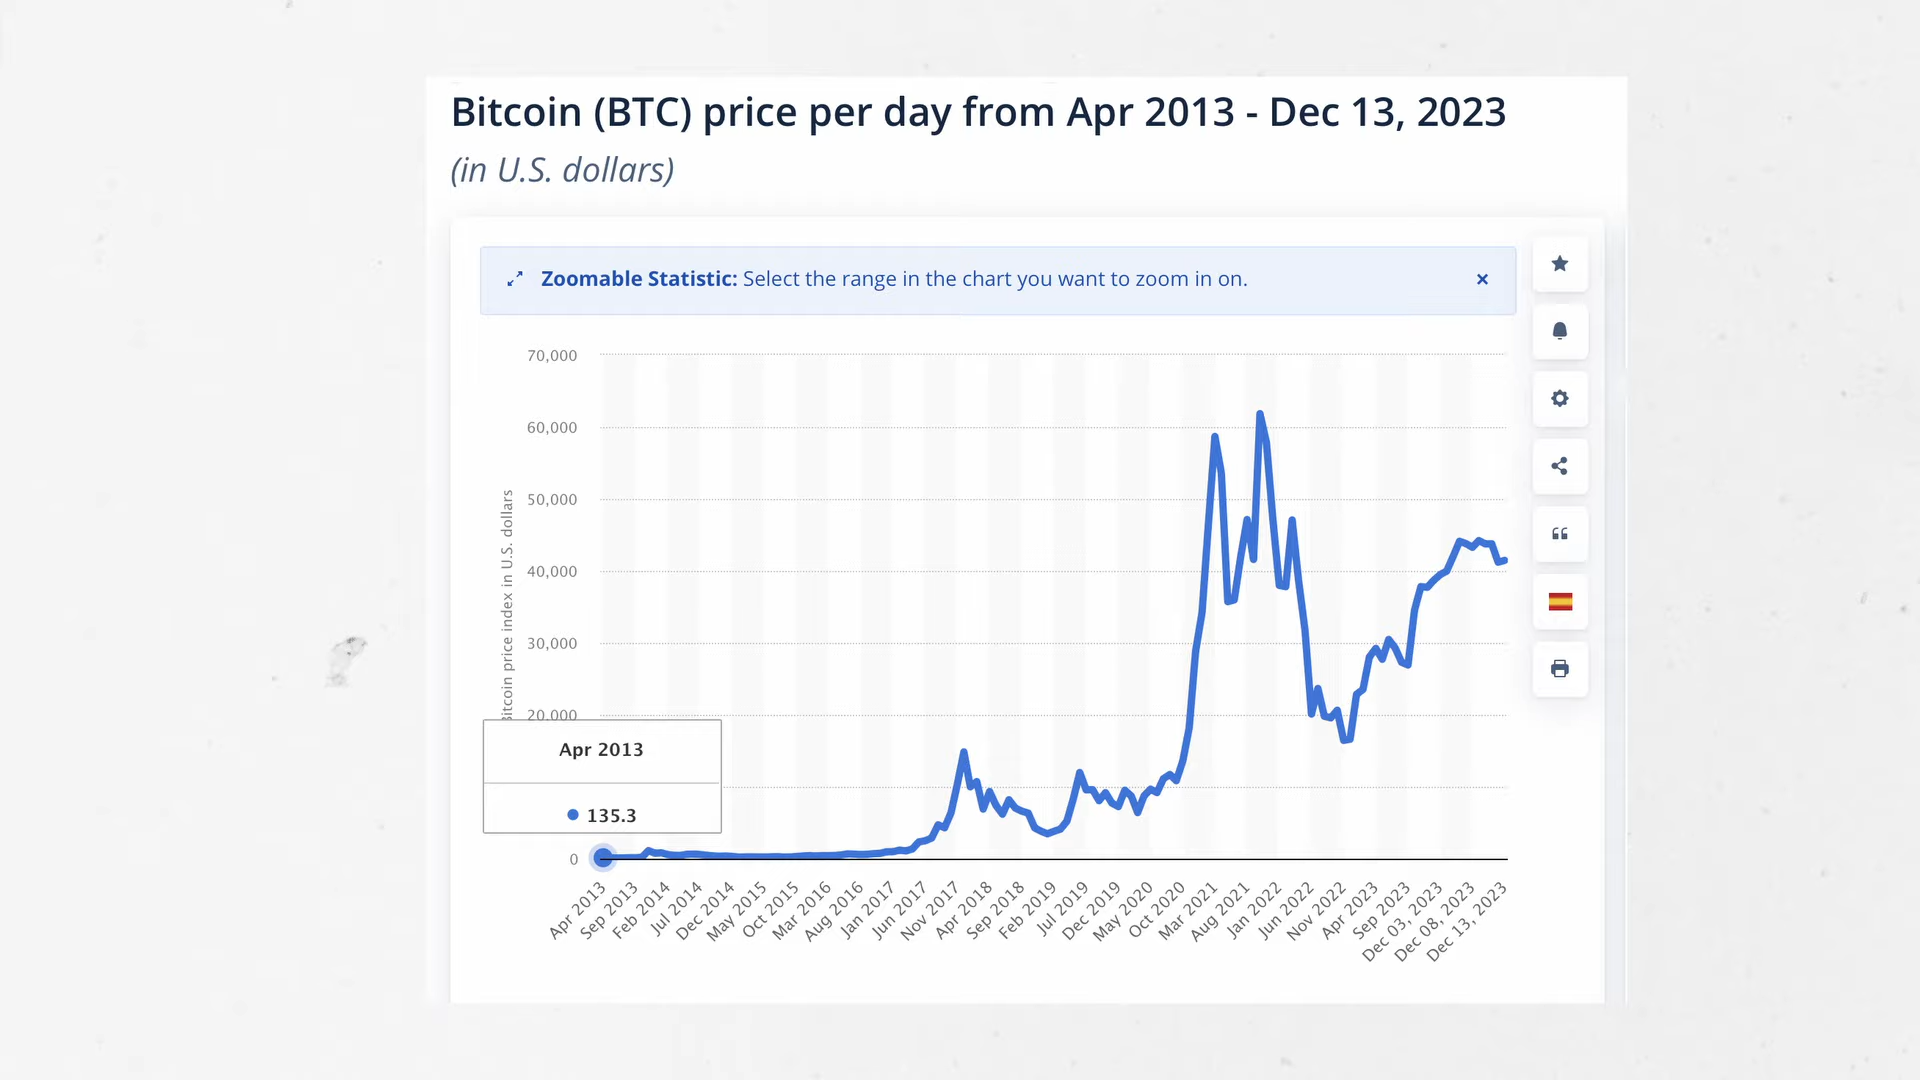 Bitcoin (BTC) price per day from Apr 2013 - Dec 13, 2023
(in U.S. dollars)
Zoomable Statistic: Select the range in the chart you want to zoom in on.
70,000
60,000
50,000
40,000
30,000
20,000
0
price index in U.S. dollars
Apr 2013
135.3
Apr 2013
Sep 2013
Feb 2014
Jul 2014
Dec 2014
May 2015
Oct 2015
Mar 2016
Aug 2016
Jan 2017
Jun 2017
Nov 2017
Apr 2018
Sep 2018
Feb 2019
Jul 2019
Dec 2019
May 2020
Oct 2020
Mar 2021
Aug 2021
Jan 2022
Jun 2022
Nov 2022
Apr 2023
Sep 2023
Dec 03, 2023
Dec 08, 2023
Dec 13, 2023